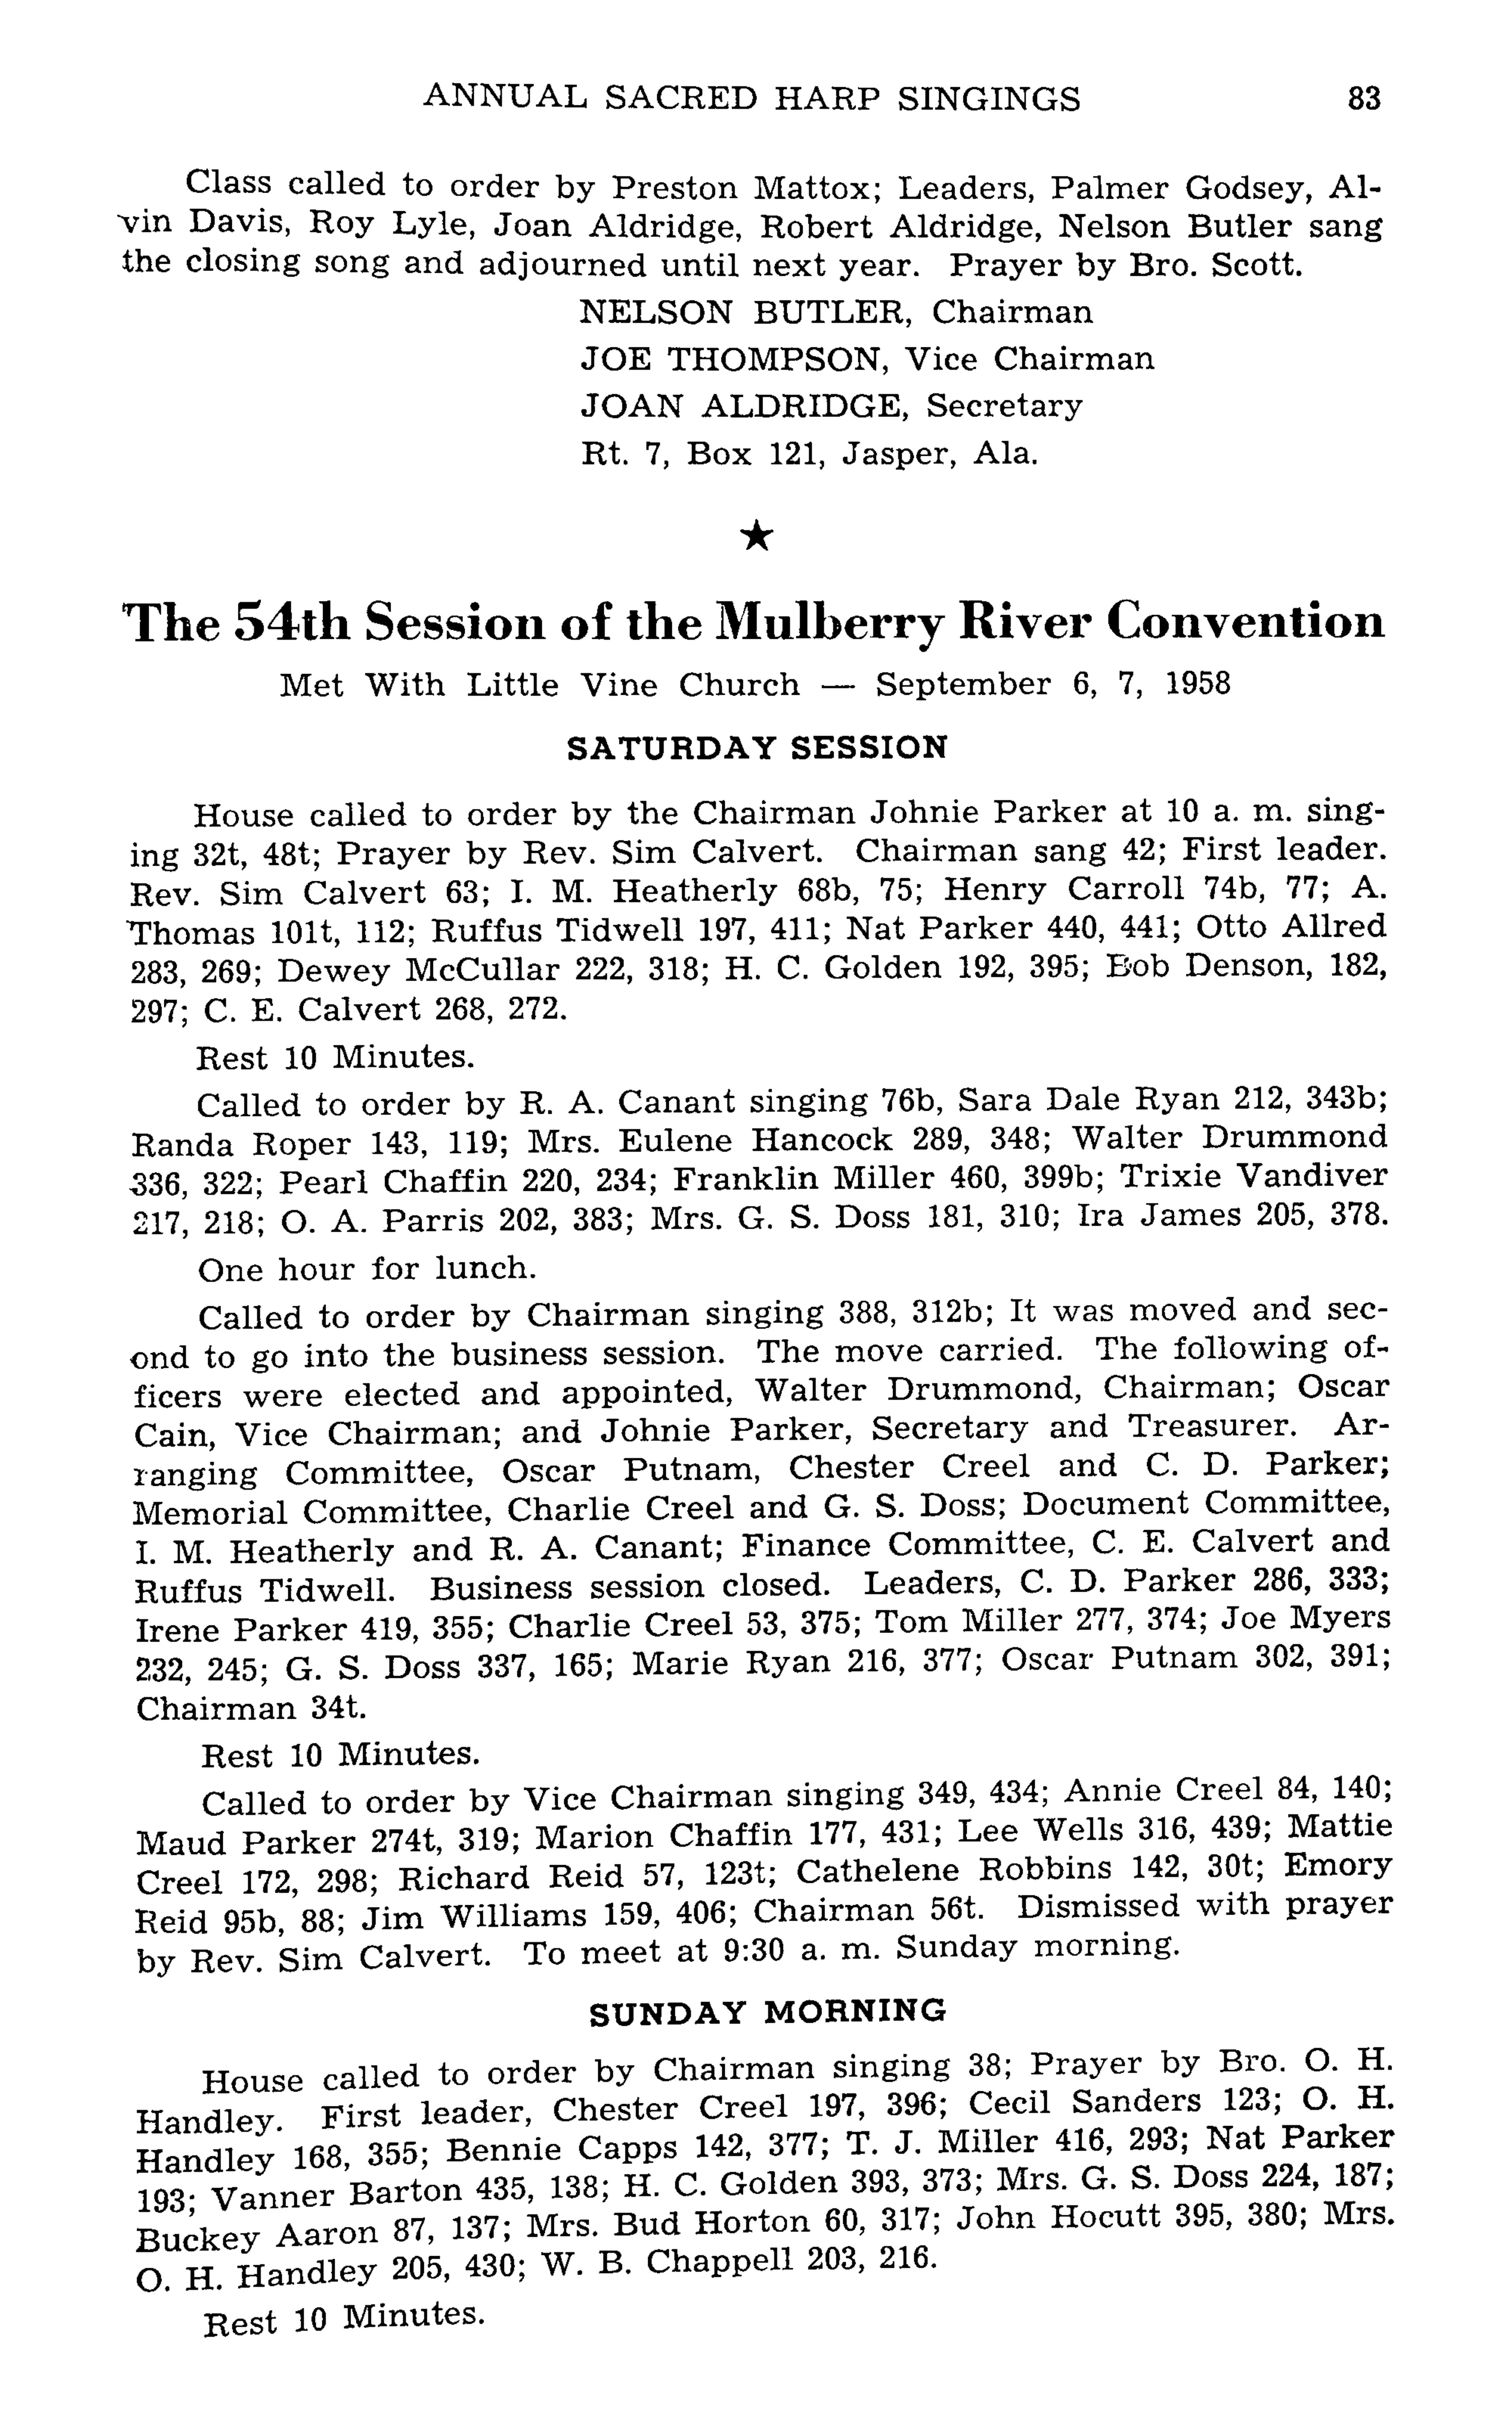 ANNUAL SACRED HARP SINGINGS 83
Class called to order by Preston Mattox; Leaders, Palmer Godsey, Al-
vin Davis, Roy Lyle, Joan Aldridge, Robert Aldridge, Nelson Butler sang
the closing song and adjourned until next year. Prayer by Bro. Scott.
NELSON BUTLER, Chairman
JOE THOMPSON, Vice Chairman
JOAN ALDRIDGE, Secretary
Rt. 7, Box 121, Jasper, Ala.
★
The 54th Session of the Mulberry River Convention
Met With Little Vine Church — September 6, 7, 1958
SATURDAY SESSION
House called to order by the Chairman Johnie Parker at 10 a. m. sing-
ing 32t, 48t; Prayer by Rev. Sim Calvert. Chairman sang 42; First leader.
Rev. Sim Calvert 63; I. M. Heatherly 68b, 75; Henry Carroll 74b, 77; A.
Thomas 101t, 112; Ruffus Tidwell 197, 411; Nat Parker 440, 441; Otto Allred
283, 269; Dewey McCullar 222, 318; H. C. Golden 192, 395; Bob Denson, 182,
297; C. E. Calvert 268, 272.
Rest 10 Minutes.
Called to order by R. A. Canant singing 76b, Sara Dale Ryan 212, 343b;
Randa Roper 143, 119; Mrs. Eulene Hancock 289, 348; Walter Drummond
336, 322; Pearl Chaffin 220, 234; Franklin Miller 460, 399b; Trixie Vandiver
217, 218; O. A. Parris 202, 383; Mrs. G. S. Doss 181, 310; Ira James 205, 378.
One hour for lunch.
Called to order by Chairman singing 388, 312b; It was moved and sec-
ond to go into the business session. The move carried. The following of-
ficers were elected and appointed, Walter Drummond, Chairman; Oscar
Cain, Vice Chairman; and Johnie Parker, Secretary and Treasurer. Ar-
ranging Committee, Oscar Putnam, Chester Creel and C. D. Parker;
Memorial Committee, Charlie Creel and G. S. Doss; Document Committee,
I. M. Heatherly and R. A. Canant; Finance Committee, C. E. Calvert and
Ruffus Tidwell. Business session closed. Leaders, C. D. Parker 286, 333;
Irene Parker 419, 355; Charlie Creel 53, 375; Tom Miller 277, 374; Joe Myers
232, 245; G. S. Doss 337, 165; Marie Ryan 216, 377; Oscar Putnam 302, 391;
Chairman 34t.
Rest 10 Minutes.
Called to order by Vice Chairman singing 349, 434; Annie Creel 84, 140;
Maud Parker 274t, 319; Marion Chaffin 177, 431; Lee Wells 316, 439; Mattie
Creel 172, 298; Richard Reid 57, 123t; Cathelene Robbins 142, 30t; Emory
Reid 95b, 88; Jim Williams 159, 406; Chairman 56t. Dismissed with prayer
by Rev. Sim Calvert. To meet at 9:30 a. m. Sunday morning.
SUNDAY MORNING
House called to order by Chairman singing 38; Prayer by Bro. O. H.
Handley. First leader, Chester Creel 197, 396; Cecil Sanders 123; O. H.
Handley 168, 355; Bennie Capps 142, 377; T. J. Miller 416, 293; Nat Parker
193; Vanner Barton 435, 138; H. C. Golden 393, 373; Mrs. G. S. Doss 224, 187;
Buckey Aaron 87, 137; Mrs. Bud Horton 60, 317; John Hocutt 395, 380; Mrs.
O. H. Handley 205, 430; W. B. Chappell 203, 216.
Rest 10 Minutes.